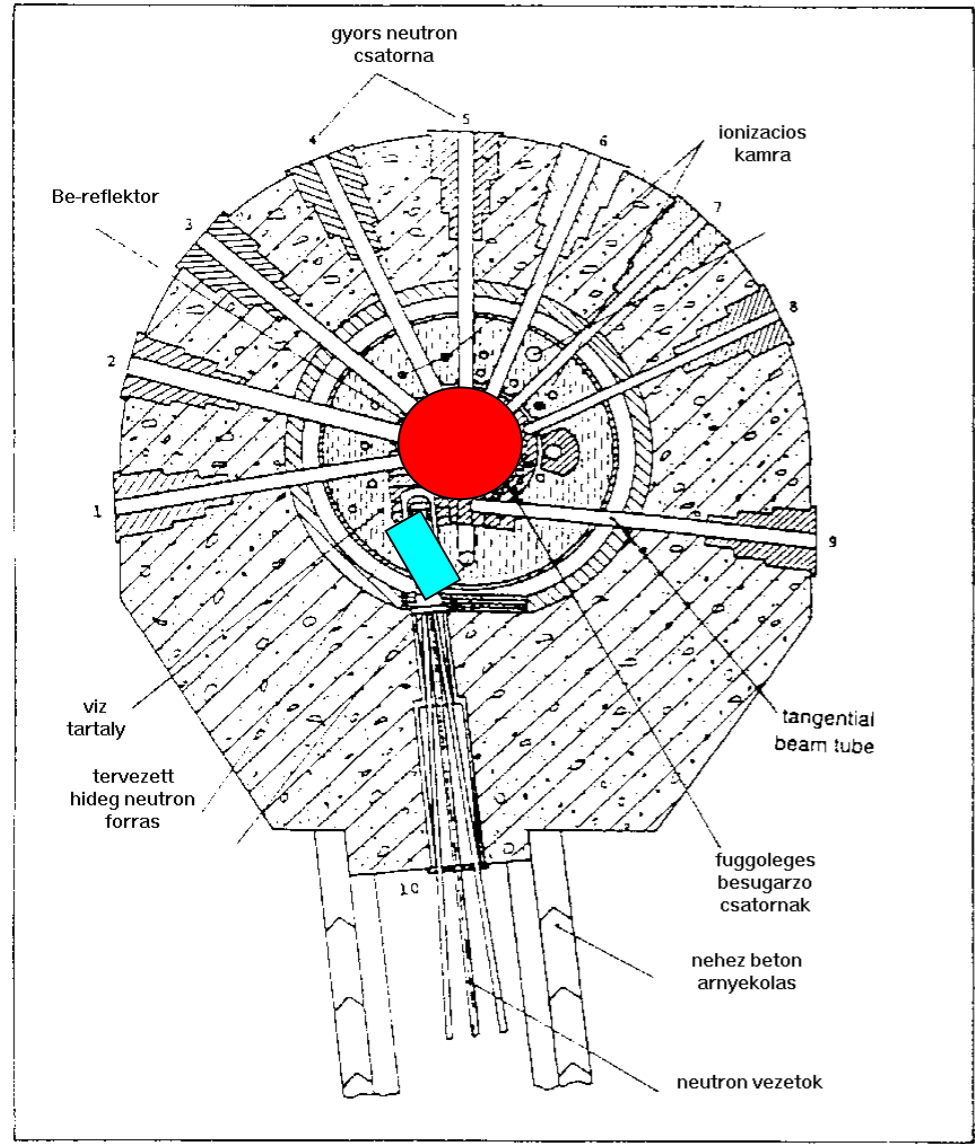 gyors neutron
csatorna
5
4
6
ionizacios
kamra
Be-reflektor
3
7
8
2
1
9
viz
tartaly
tangential
beam tube
tervezett
hideg neutron
forras
10
fuggoleges
besugarzo
csatornak
nehez beton
arnyekolas
neutron vezetok